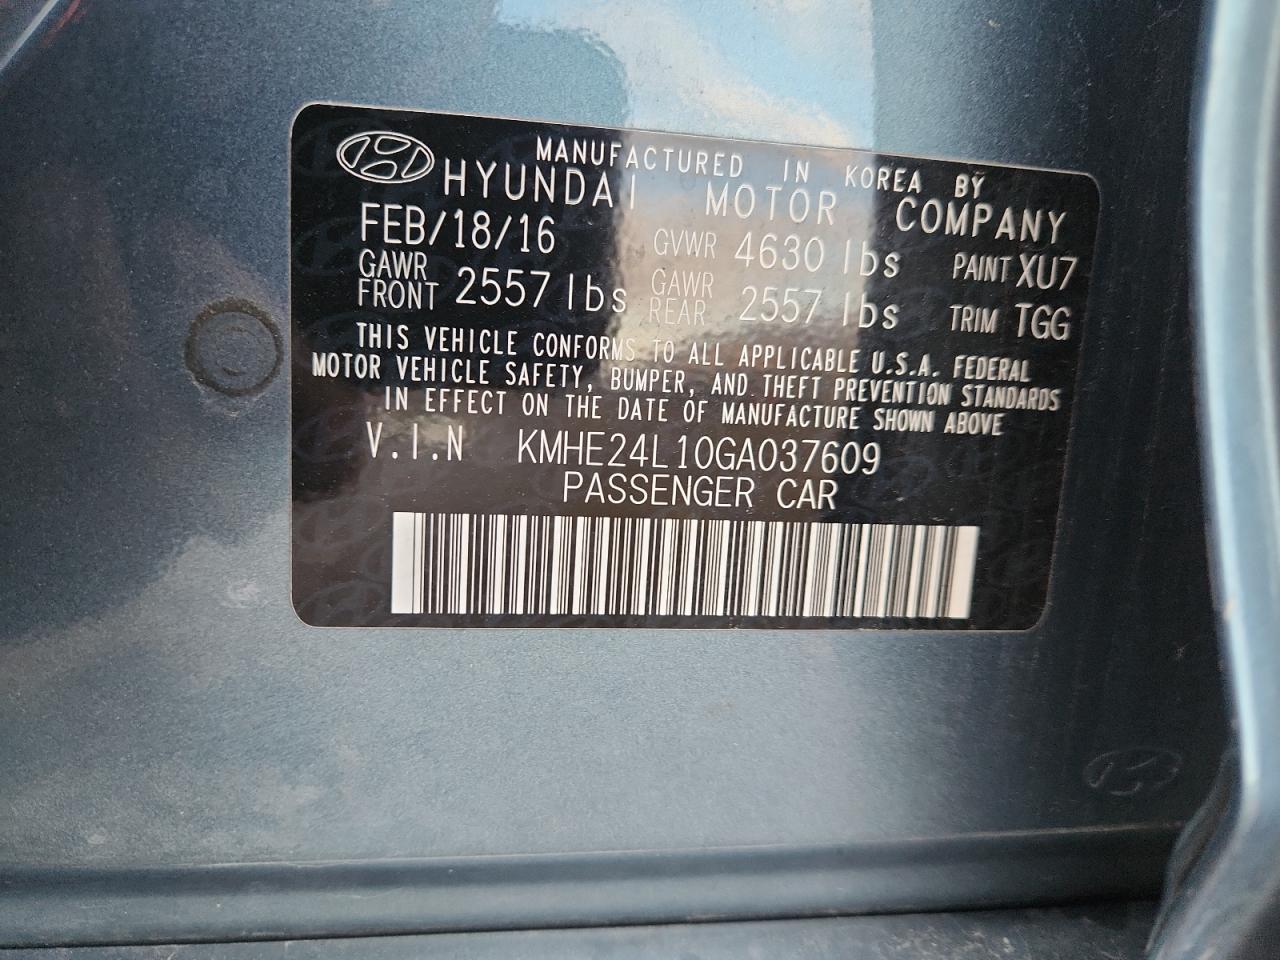 MANUFACTURED IN KOREA BY
HYUNDAI MOTOR COMPANY
FEB/18/16 GVWR 4630 lbs PAINT XU7
GAWR FRONT 2557 lbs GAWR REAR 2557 lbs TRIM TGG
THIS VEHICLE CONFORMS TO ALL APPLICABLE U.S.A. FEDERAL
MOTOR VEHICLE SAFETY, BUMPER, AND THEFT PREVENTION STANDARDS
IN EFFECT ON THE DATE OF MANUFACTURE SHOWN ABOVE
V.I.N KMHE24L10GA037609
PASSENGER CAR